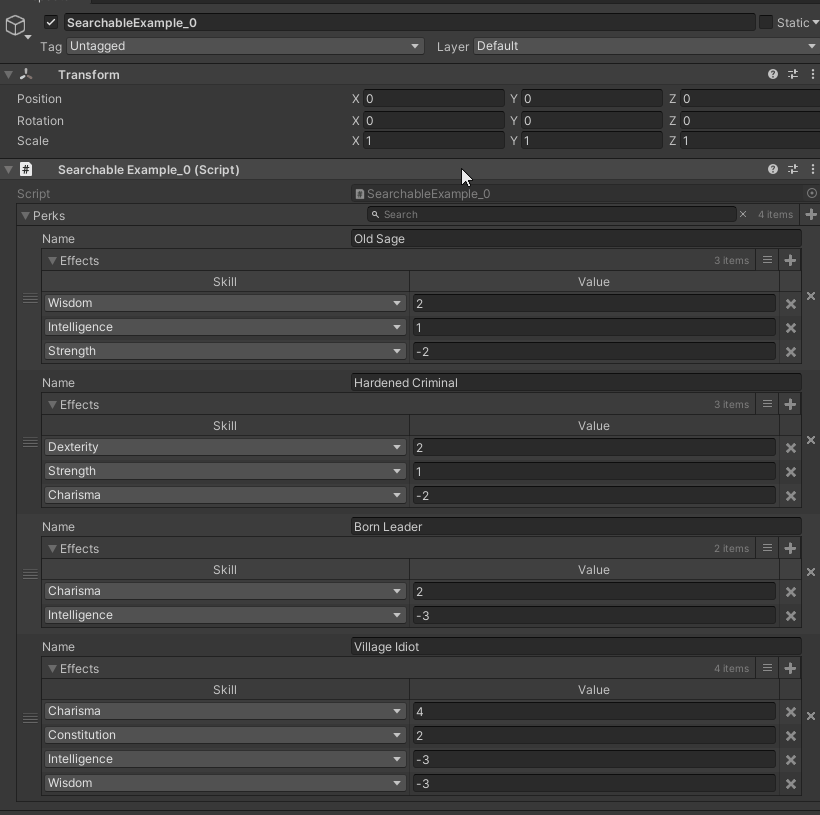 SearchableExample_0 Static
Tag Untagged Layer Default
Transform
Position X 0 Y 0 Z 0
Rotation X 0 Y 0 Z 0
Scale X 1 Y 1 Z 1
# Searchable Example_0 (Script)
Script # SearchableExample_0
Perks Search 4 items
Name Old Sage
Effects 3 items
Skill Value
Wisdom 2
Intelligence 1
Strength -2
Name Hardened Criminal
Effects 3 items
Skill Value
Dexterity 2
Strength 1
Charisma -2
Name Born Leader
Effects 2 items
Skill Value
Charisma 2
Intelligence -3
Name Village Idiot
Effects 4 items
Skill Value
Charisma 4
Constitution 2
Intelligence -3
Wisdom -3